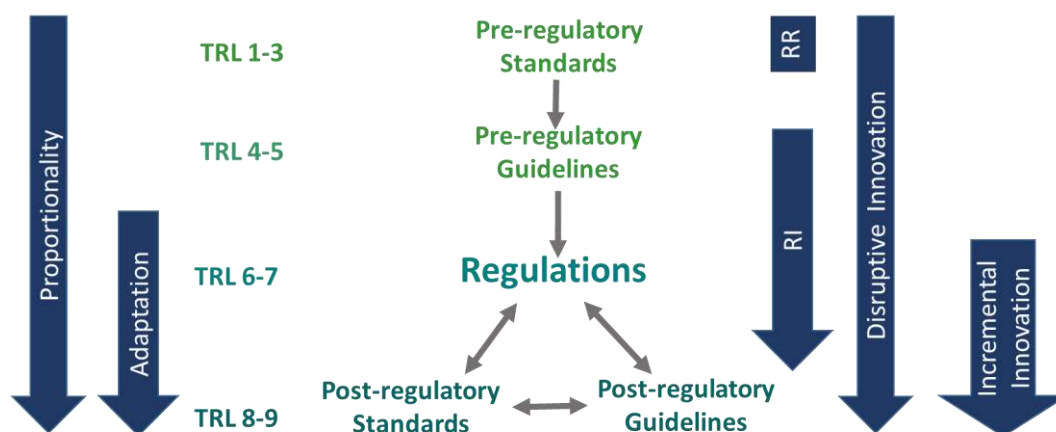 Proportionality
Adaptation
TRL 1-3
TRL 4-5
TRL 6-7
TRL 8-9
Pre-regulatory
Standards
Pre-regulatory
Guidelines
Regulations
Post-regulatory
Standards
Post-regulatory
Guidelines
RR
RI
Disruptive Innovation
Incremental
Innovation